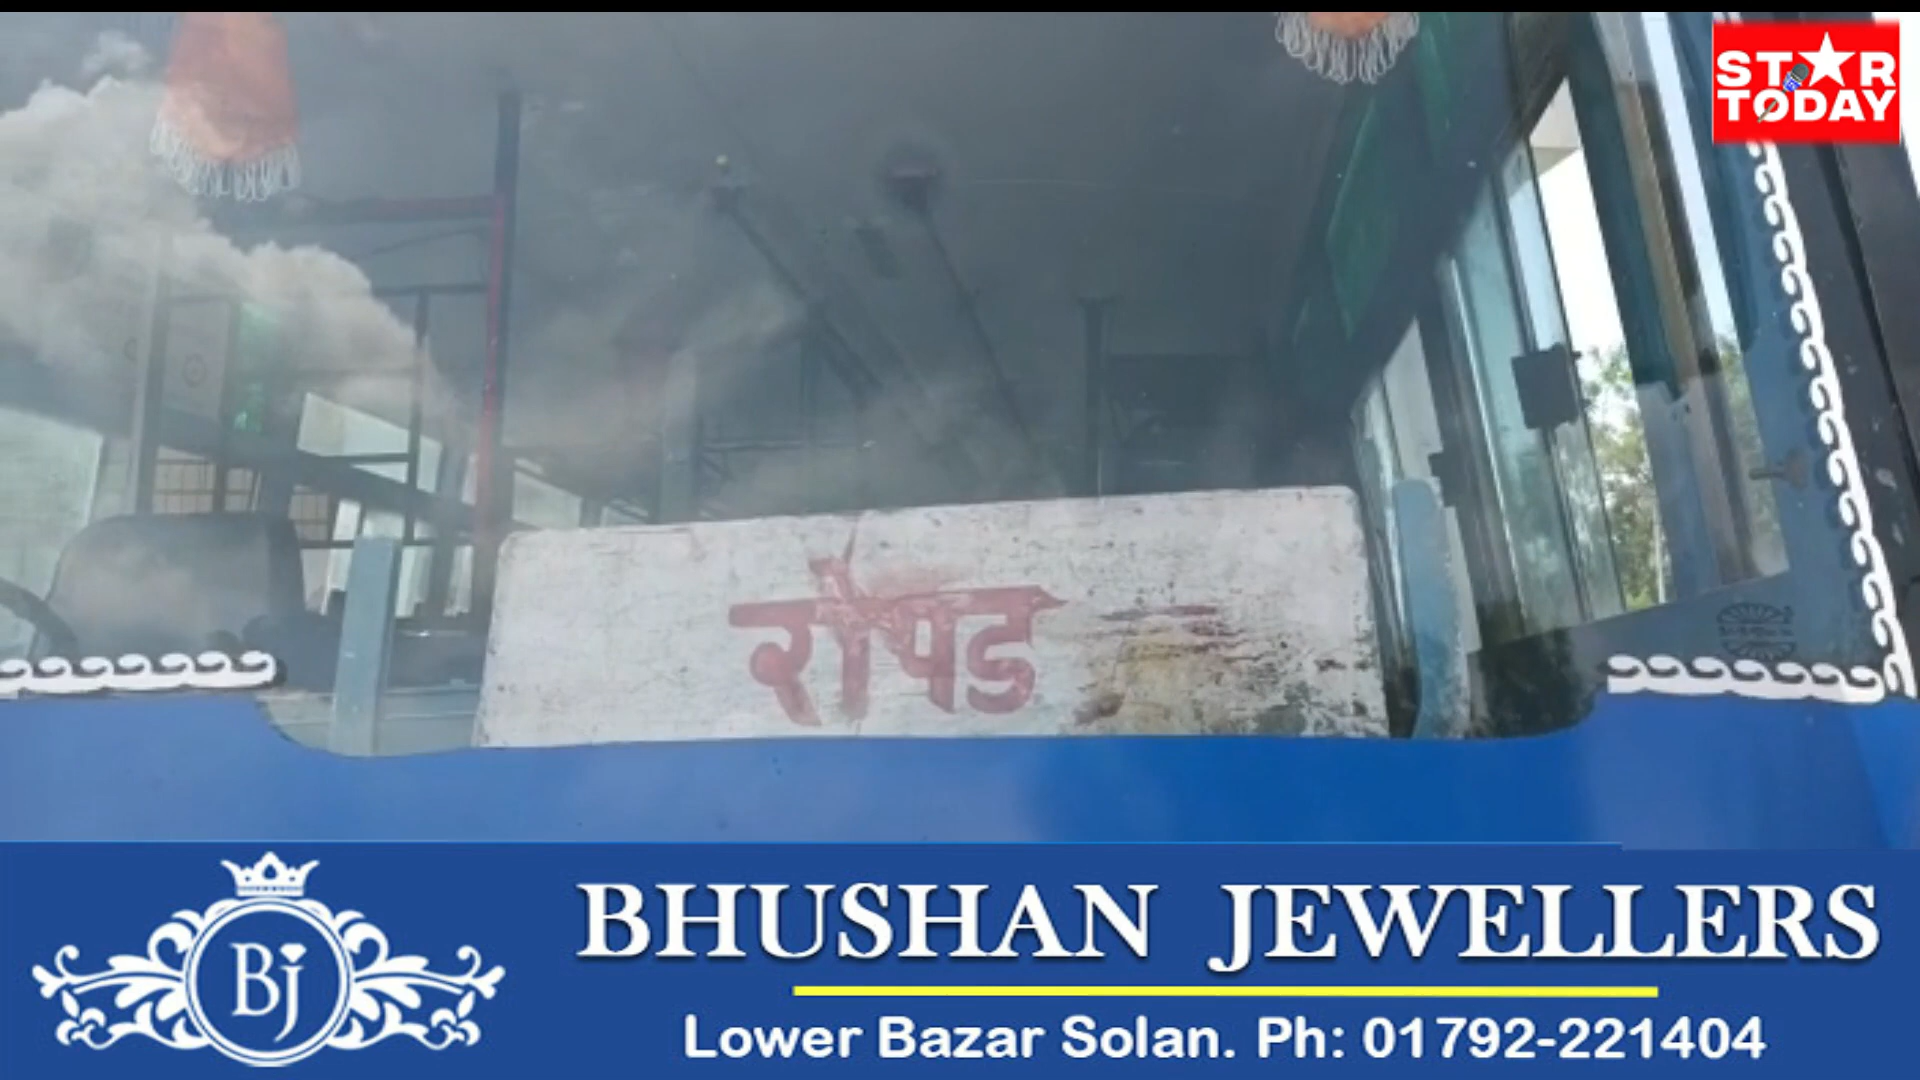 STAR
TODAY
रोपड
BHUSHAN JEWELLERS
Bj
Lower Bazar Solan. Ph: 01792-221404